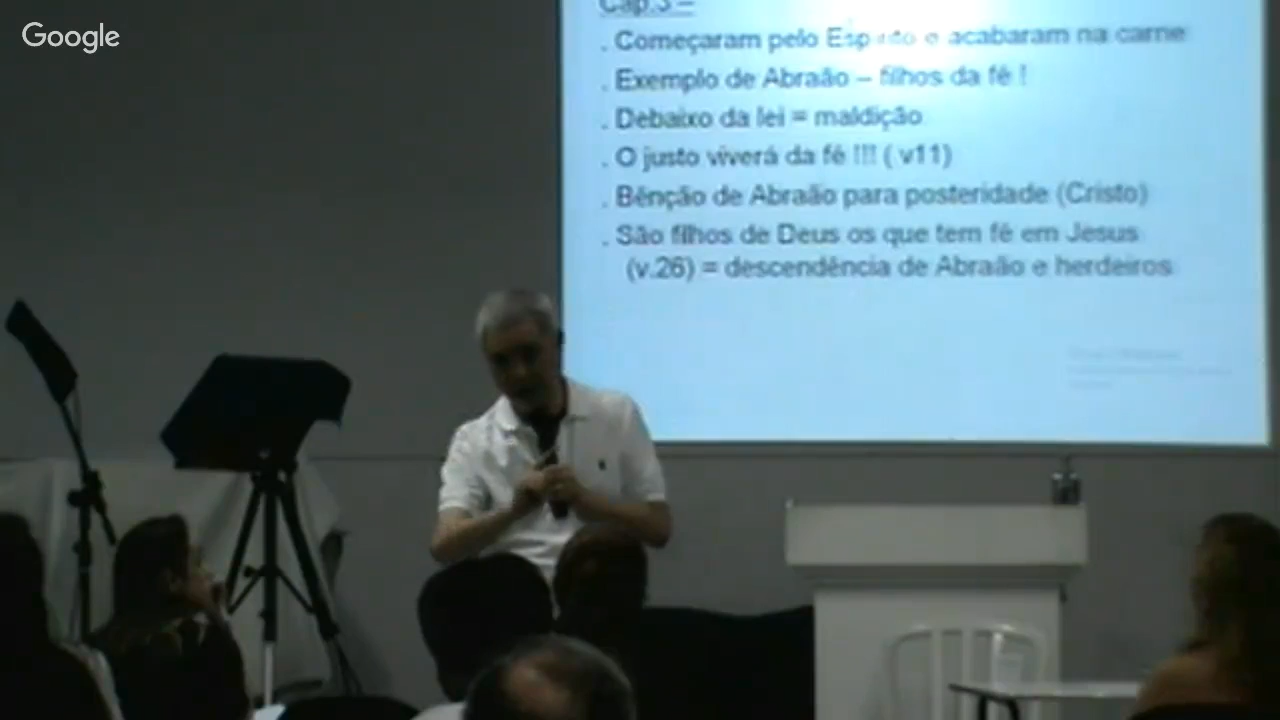 Google
Cap.3 –
. Começaram pelo Espirito e acabaram na carne
. Exemplo de Abraão – filhos da fé !
. Debaixo da lei = maldição
. O justo viverá da fé !!! ( v11)
. Bênção de Abraão para posteridade (Cristo)
. São filhos de Deus os que tem fé em Jesus
(v.26) = descendência de Abraão e herdeiros